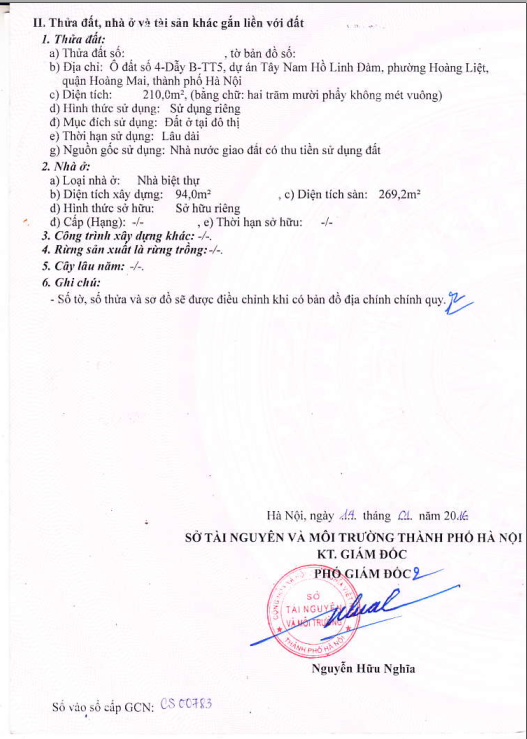 II. Thửa đất, nhà ở và tài sản khác gắn liền với đất
1. Thửa đất:
a) Thửa đất số: , tờ bản đồ số:
b) Địa chỉ: Ô đất số 4-Dẫy B-TT5, dự án Tây Nam Hồ Linh Đàm, phường Hoàng Liệt,
quận Hoàng Mai, thành phố Hà Nội
c) Diện tích: 210,0m², (bằng chữ: hai trăm mười phẩy không mét vuông)
d) Hình thức sử dụng: Sử dụng riêng
đ) Mục đích sử dụng: Đất ở tại đô thị
e) Thời hạn sử dụng: Lâu dài
g) Nguồn gốc sử dụng: Nhà nước giao đất có thu tiền sử dụng đất
2. Nhà ở:
a) Loại nhà ở: Nhà biệt thự
b) Diện tích xây dựng: 94,0m² , c) Diện tích sàn: 269,2m²
d) Hình thức sở hữu: Sở hữu riêng
đ) Cấp (Hạng): -/- , e) Thời hạn sở hữu: -/-
3. Công trình xây dựng khác: -/-.
4. Rừng sản xuất là rừng trồng: -/-.
5. Cây lâu năm: -/-.
6. Ghi chú:
- Số tờ, số thửa và sơ đồ sẽ được điều chỉnh khi có bản đồ địa chính chính quy.
Hà Nội, ngày 14 tháng 01 năm 2016
SỞ TÀI NGUYÊN VÀ MÔI TRƯỜNG THÀNH PHỐ HÀ NỘI
KT. GIÁM ĐỐC
PHÓ GIÁM ĐỐC
SỞ
TÀI NGUYÊN
VÀ MÔI TRƯỜNG
THÀNH PHỐ HÀ NỘI
Nguyễn Hữu Nghĩa
Số vào sổ cấp GCN: CS 00783